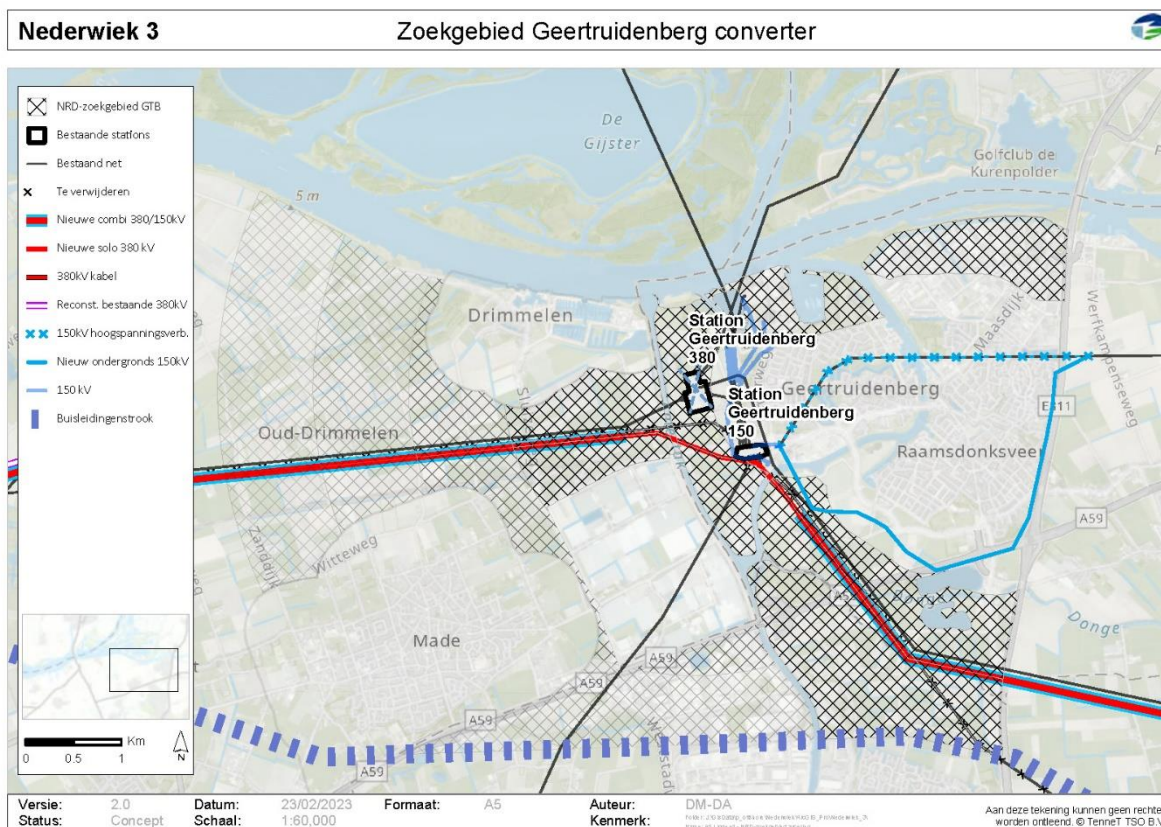 Nederwiek 3
Zoekgebied Geertruidenberg converter
NRD-zoekgebied GTB
Bestaande stations
Bestaand net
Te verwijderen
Nieuwe combi 380/150kV
Nieuwe solo 380 kV
380kV kabel
Reconst. bestaande 380kV
150kV hoogspanningsverb.
Nieuw ondergronds 150kV
150 kV
Buisleidingenstrook
0 0.5 1 Km
N
De
Gijster
Golfclub de
Kurenpolder
5 m
Drimmelen
Station
Geertruidenberg
380
Maasdijk
Werfkampenseweg
Geertruidenberg
Station
Geertruidenberg
150
E311
Oud-Drimmelen
Raamsdonksveer
A59
Zanddijk
Witteweg
Donge
Made
A59
A59
A59
A59
Versie: 2.0
Status: Concept
Datum: 23/02/2023
Schaal: 1:60,000
Formaat: A5
Auteur: DM-DA
Kenmerk:
Aan deze tekening kunnen geen rechte
worden ontleend. © TenneT TSO B.V